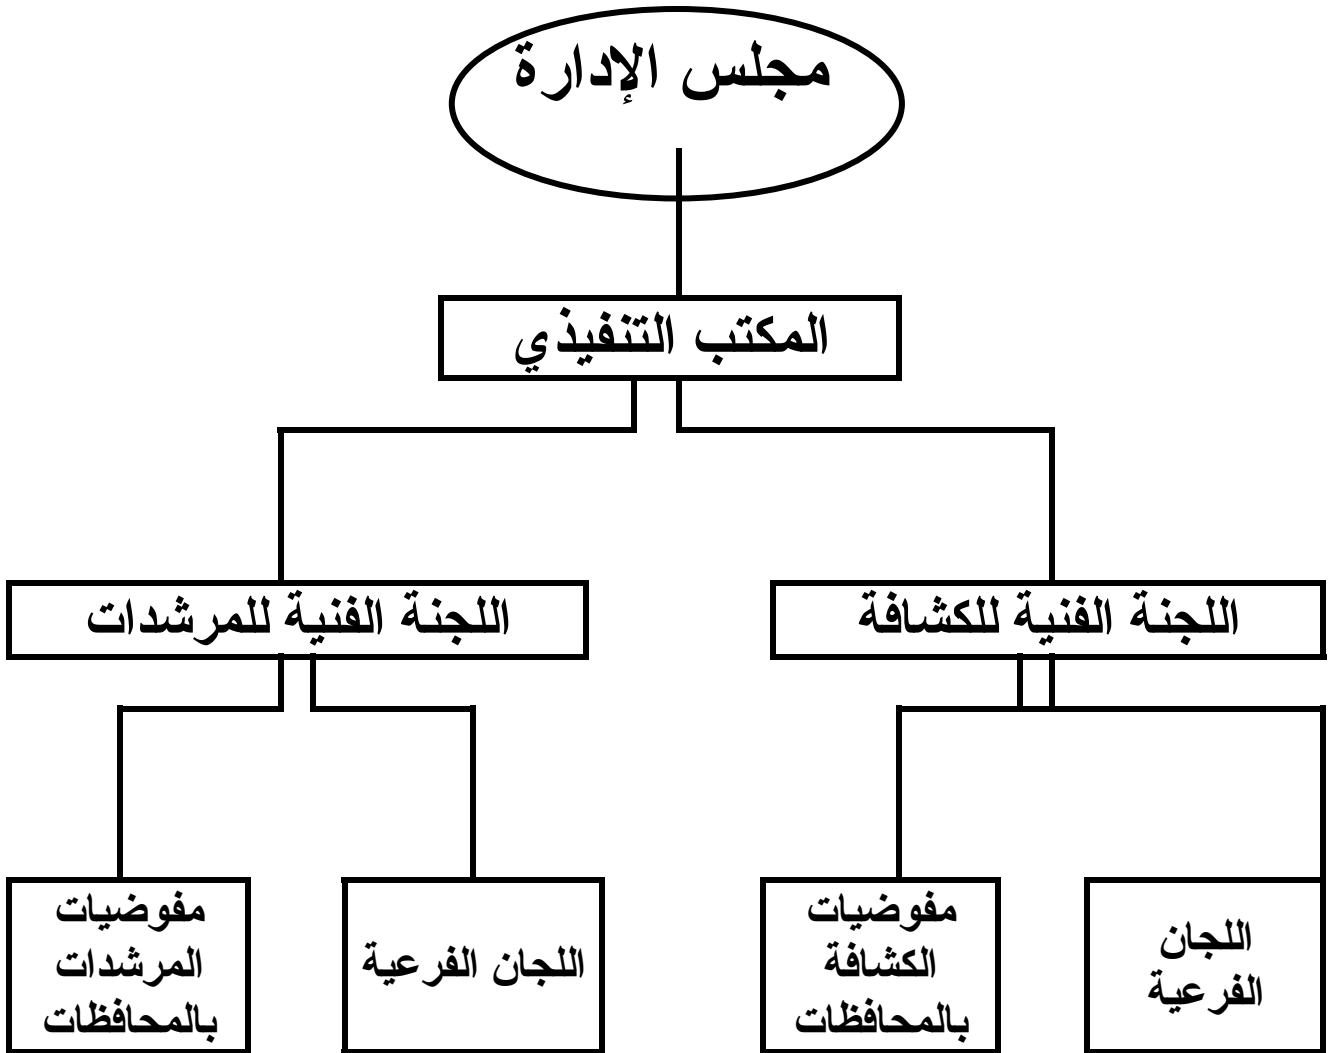 مجلس الإدارة
المكتب التنفيذي
اللجنة الفنية للكشافة
اللجنة الفنية للمرشدات
اللجان
الفرعية
مفوضيات
الكشافة
بالمحافظات
اللجان الفرعية
مفوضيات
المرشدات
بالمحافظات